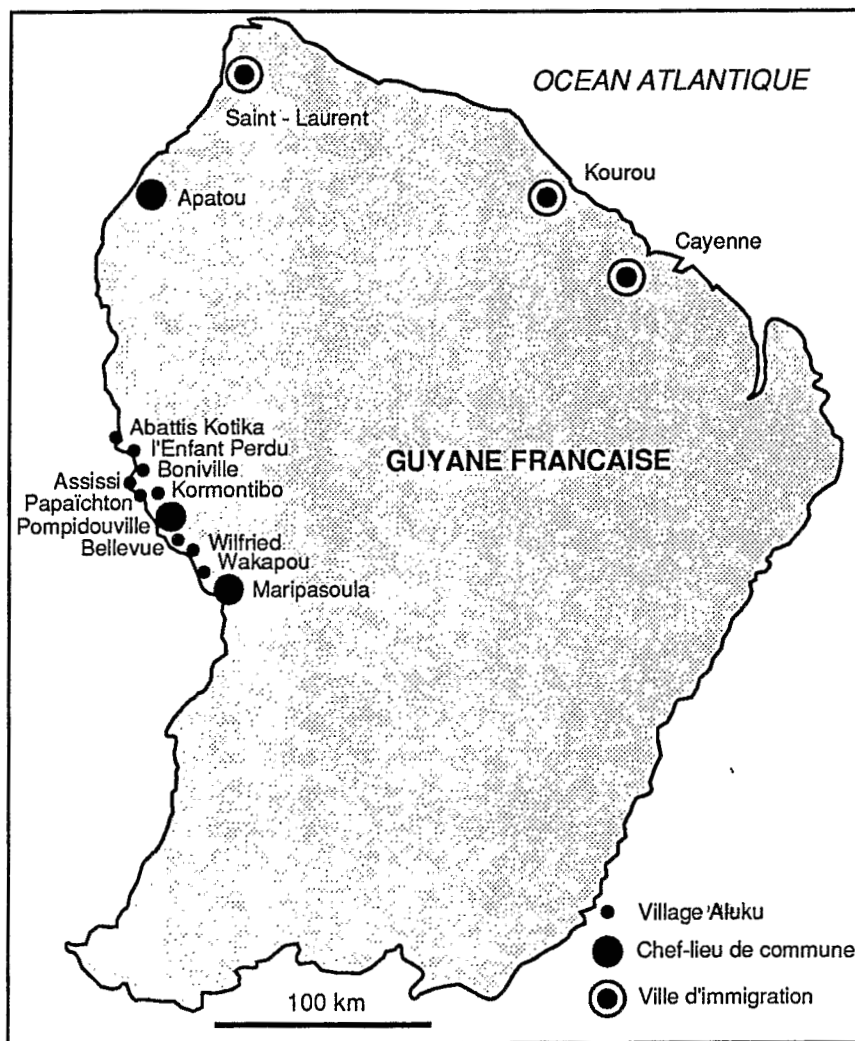 OCEAN ATLANTIQUE
Saint - Laurent
Kourou
Apatou
Cayenne
Abattis Kotika
l'Enfant Perdu
GUYANE FRANCAISE
Boniville
Assissi
Kormontibo
Papaïchton
Pompidouville
Bellevue
Wilfried
Wakapou
Maripasoula
Village Aluku
Chef-lieu de commune
100 km
Ville d'immigration